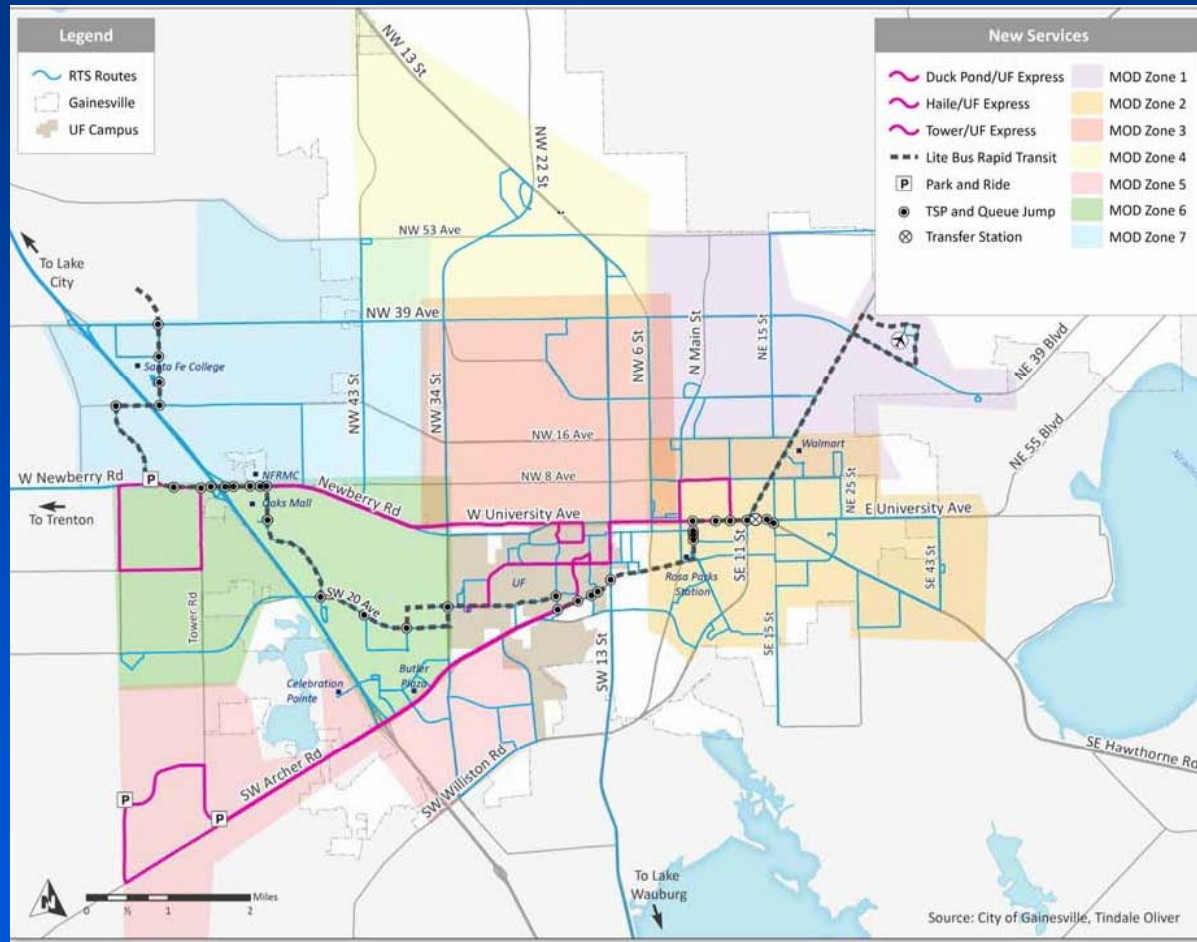 Legend
RTS Routes
Gainesville
UF Campus
New Services
Duck Pond/UF Express
Haile/UF Express
Tower/UF Express
Lite Bus Rapid Transit
P
Park and Ride
TSP and Queue Jump
Transfer Station
MOD Zone 1
MOD Zone 2
MOD Zone 3
MOD Zone 4
MOD Zone 5
MOD Zone 6
MOD Zone 7
NW 13 St
NW 22 St
NW 53 Ave
To Lake
City
NW 39 Ave
Santa Fe College
NW 43 St
NW 34 St
NW 6 St
N Main St
NE 15 St
NE 39 Blvd
NE 55 Blvd
NW 16 Ave
Walmart
W Newberry Rd
P
NFRMC
Oaks Mall
Newberry Rd
NW 8 Ave
NE 25 St
To Trenton
W University Ave
E University Ave
SE 11 St
SE 43 St
UF
Rosa Parks
Station
SW 20 Ave
Tower Rd
SE 15 St
SW 13 St
Celebration
Pointe
Butler
Plaza
SW Archer Rd
SW Williston Rd
SE Hawthorne Rd
P
P
To Lake
Wauburg
N
Miles
0
½
1
2
Source: City of Gainesville, Tindale Oliver